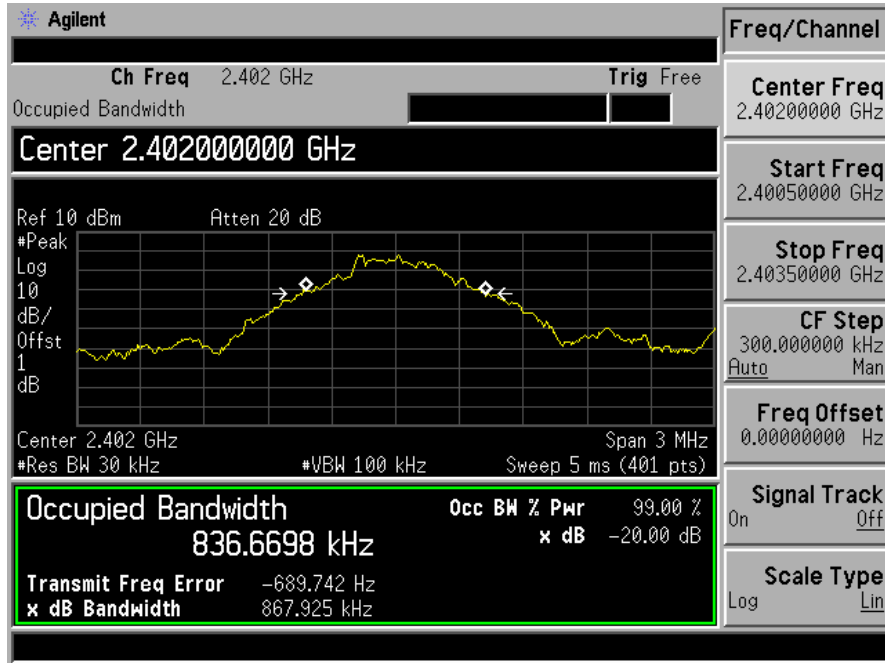 Agilent
Ch Freq 2.402 GHz Trig Free
Occupied Bandwidth
Center 2.402000000 GHz
Ref 10 dBm Atten 20 dB
#Peak
Log
10
dB/
Offst
1
dB
Center 2.402 GHz Span 3 MHz
#Res BW 30 kHz #VBW 100 kHz Sweep 5 ms (401 pts)
Occupied Bandwidth
836.6698 kHz
Occ BW % Pwr 99.00 %
x dB -20.00 dB
Transmit Freq Error -689.742 Hz
x dB Bandwidth 867.925 kHz
Freq/Channel
Center Freq
2.40200000 GHz
Start Freq
2.40050000 GHz
Stop Freq
2.40350000 GHz
CF Step
300.000000 kHz
Auto Man
Freq Offset
0.00000000 Hz
Signal Track
On Off
Scale Type
Log Lin